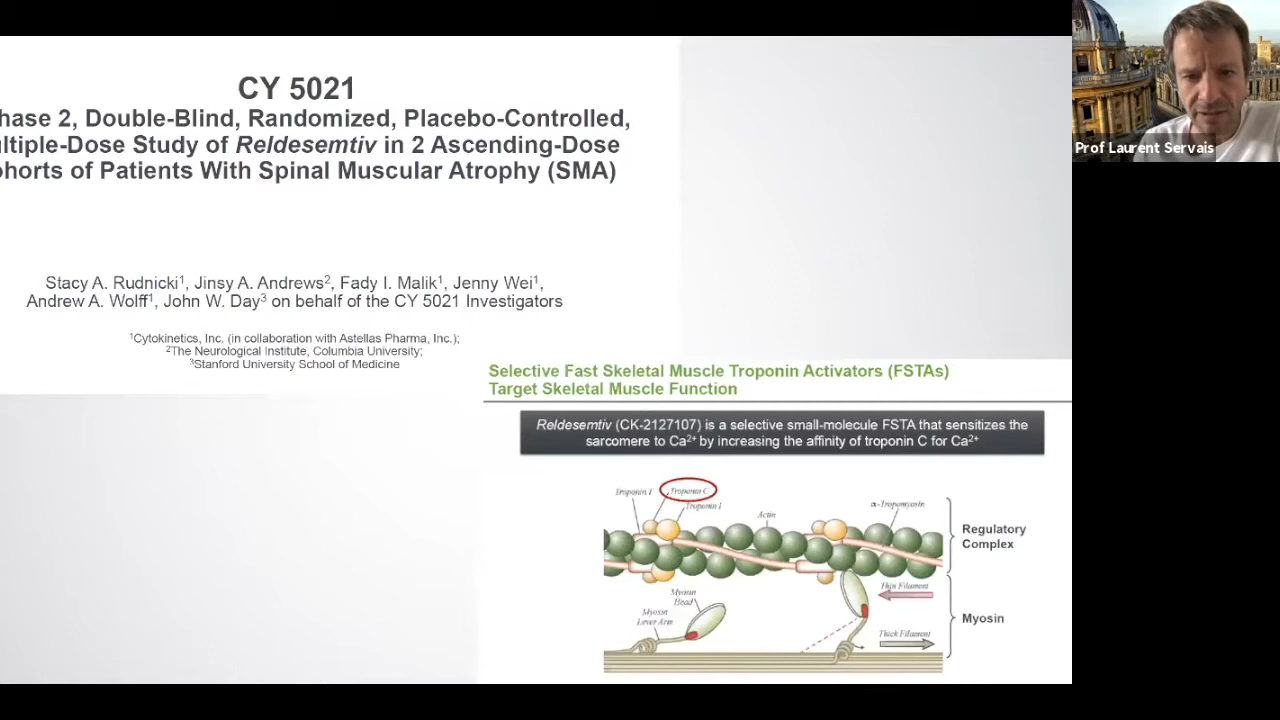 CY 5021
hase 2, Double-Blind, Randomized, Placebo-Controlled,
ltiple-Dose Study of Reldesemtiv in 2 Ascending-Dose
ohorts of Patients With Spinal Muscular Atrophy (SMA)
Stacy A. Rudnicki¹, Jinsy A. Andrews², Fady I. Malik¹, Jenny Wei¹,
Andrew A. Wolff¹, John W. Day³ on behalf of the CY 5021 Investigators
¹Cytokinetics, Inc. (in collaboration with Astellas Pharma, Inc.);
²The Neurological Institute, Columbia University;
³Stanford University School of Medicine
Prof Laurent Servais
Selective Fast Skeletal Muscle Troponin Activators (FSTAs)
Target Skeletal Muscle Function
Reldesemtiv (CK-2127107) is a selective small-molecule FSTA that sensitizes the
sarcomere to Ca²⁺ by increasing the affinity of troponin C for Ca²⁺
Troponin T
Troponin C
Troponin I
Actin
α-Tropomyosin
Regulatory
Complex
Myosin
Head
Myosin
Lever Arm
Thin Filament
Thick Filament
Myosin